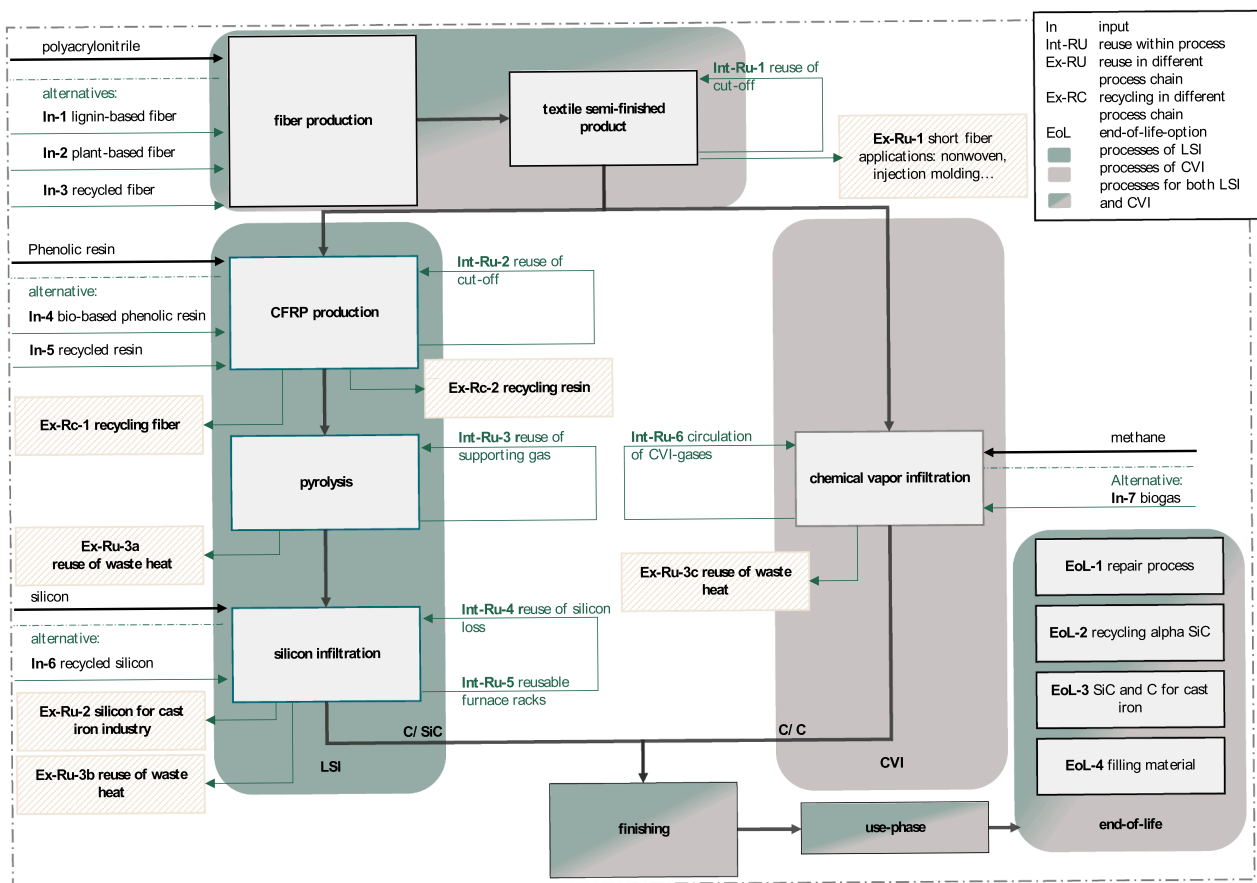 polyacrylonitrile
alternatives:
In-1 lignin-based fiber
In-2 plant-based fiber
In-3 recycled fiber
fiber production
textile semi-finished
product
Int-Ru-1 reuse of
cut-off
Ex-Ru-1 short fiber
applications: nonwoven,
injection molding…
In input
Int-RU reuse within process
Ex-RU reuse in different
process chain
Ex-RC recycling in different
process chain
EoL end-of-life-option
processes of LSI
processes of CVI
processes for both LSI
and CVI
Phenolic resin
alternative:
In-4 bio-based phenolic resin
In-5 recycled resin
CFRP production
Int-Ru-2 reuse of
cut-off
Ex-Rc-1 recycling fiber
Ex-Rc-2 recycling resin
pyrolysis
Int-Ru-3 reuse of
supporting gas
Ex-Ru-3a
reuse of waste heat
Int-Ru-6 circulation
of CVI-gases
chemical vapor infiltration
methane
Alternative:
In-7 biogas
Ex-Ru-3c reuse of waste
heat
silicon
alternative:
In-6 recycled silicon
silicon infiltration
Int-Ru-4 reuse of silicon
loss
Int-Ru-5 reusable
furnace racks
Ex-Ru-2 silicon for cast
iron industry
Ex-Ru-3b reuse of waste
heat
C/ SiC
C/ C
LSI
CVI
finishing
use-phase
EoL-1 repair process
EoL-2 recycling alpha SiC
EoL-3 SiC and C for cast
iron
EoL-4 filling material
end-of-life